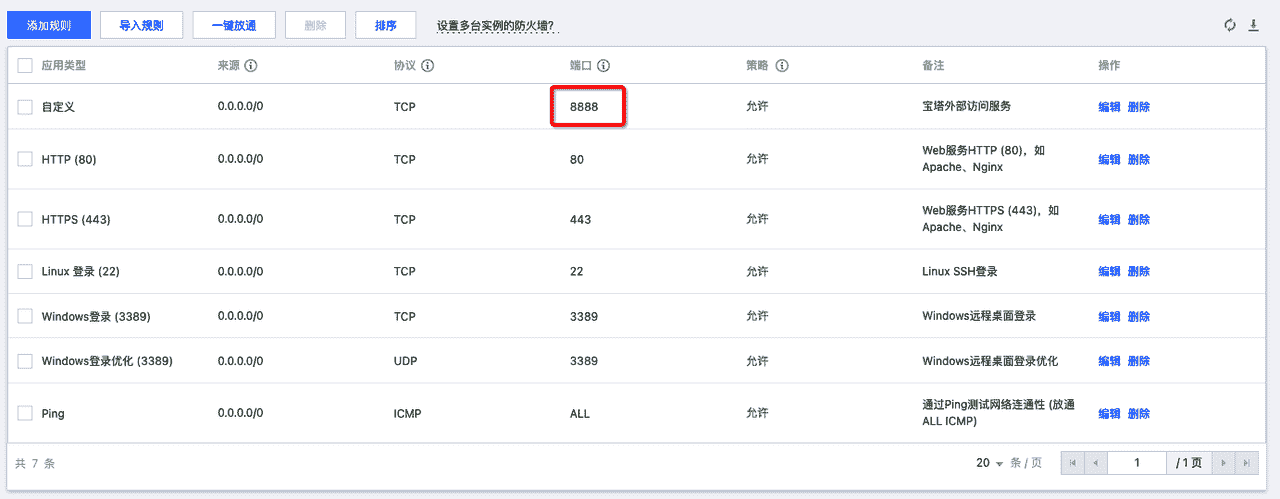 添加规则 导入规则 一键放通 删除 排序 设置多台实例的防火墙?
应用类型 来源 协议 端口 策略 备注 操作
自定义 0.0.0.0/0 TCP 8888 允许 宝塔外部访问服务 编辑 删除
HTTP (80) 0.0.0.0/0 TCP 80 允许 Web服务HTTP (80)，如
Apache、Nginx 编辑 删除
HTTPS (443) 0.0.0.0/0 TCP 443 允许 Web服务HTTPS (443)，如
Apache、Nginx 编辑 删除
Linux 登录 (22) 0.0.0.0/0 TCP 22 允许 Linux SSH登录 编辑 删除
Windows登录 (3389) 0.0.0.0/0 TCP 3389 允许 Windows远程桌面登录 编辑 删除
Windows登录优化 (3389) 0.0.0.0/0 UDP 3389 允许 Windows远程桌面登录优化 编辑 删除
Ping 0.0.0.0/0 ICMP ALL 允许 通过Ping测试网络连通性 (放通
ALL ICMP) 编辑 删除
共 7 条 20 条 / 页 1 / 1 页